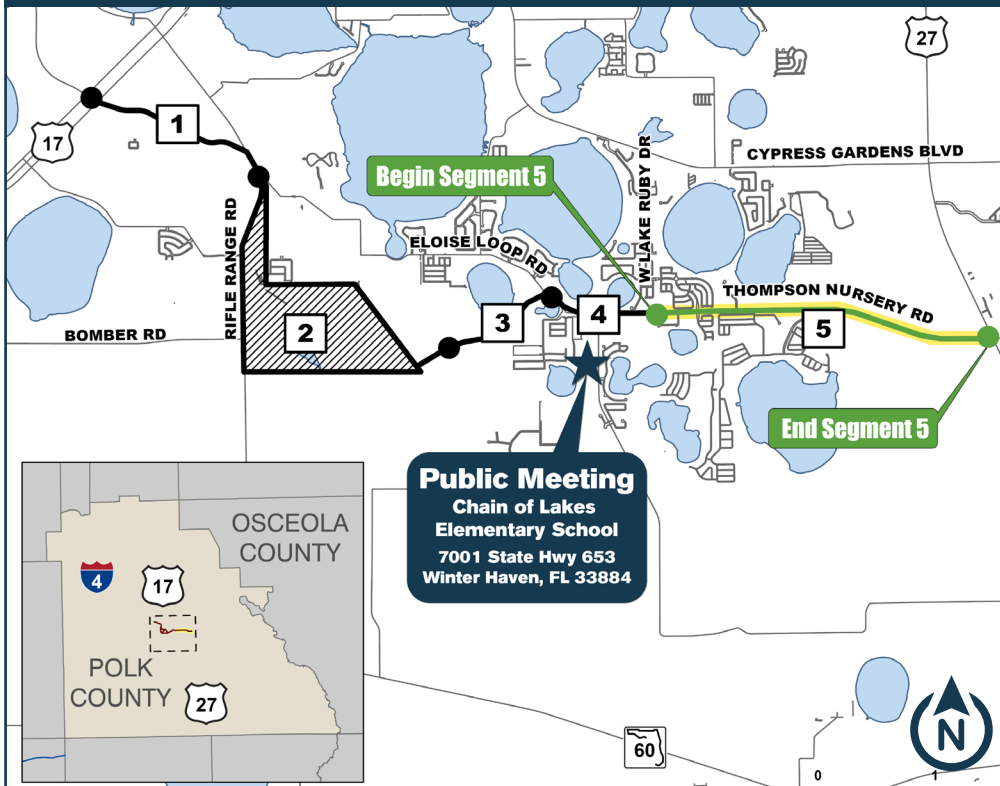 27
17
1
CYPRESS GARDENS BLVD
Begin Segment 5
W LAKE RUBY DR
RIFLE RANGE RD
ELOISE LOOP RD
THOMPSON NURSERY RD
BOMBER RD
2
3
4
5
End Segment 5
Public Meeting
Chain of Lakes
Elementary School
7001 State Hwy 653
Winter Haven, FL 33884
OSCEOLA
COUNTY
4
17
POLK
COUNTY
27
60
N
0
1